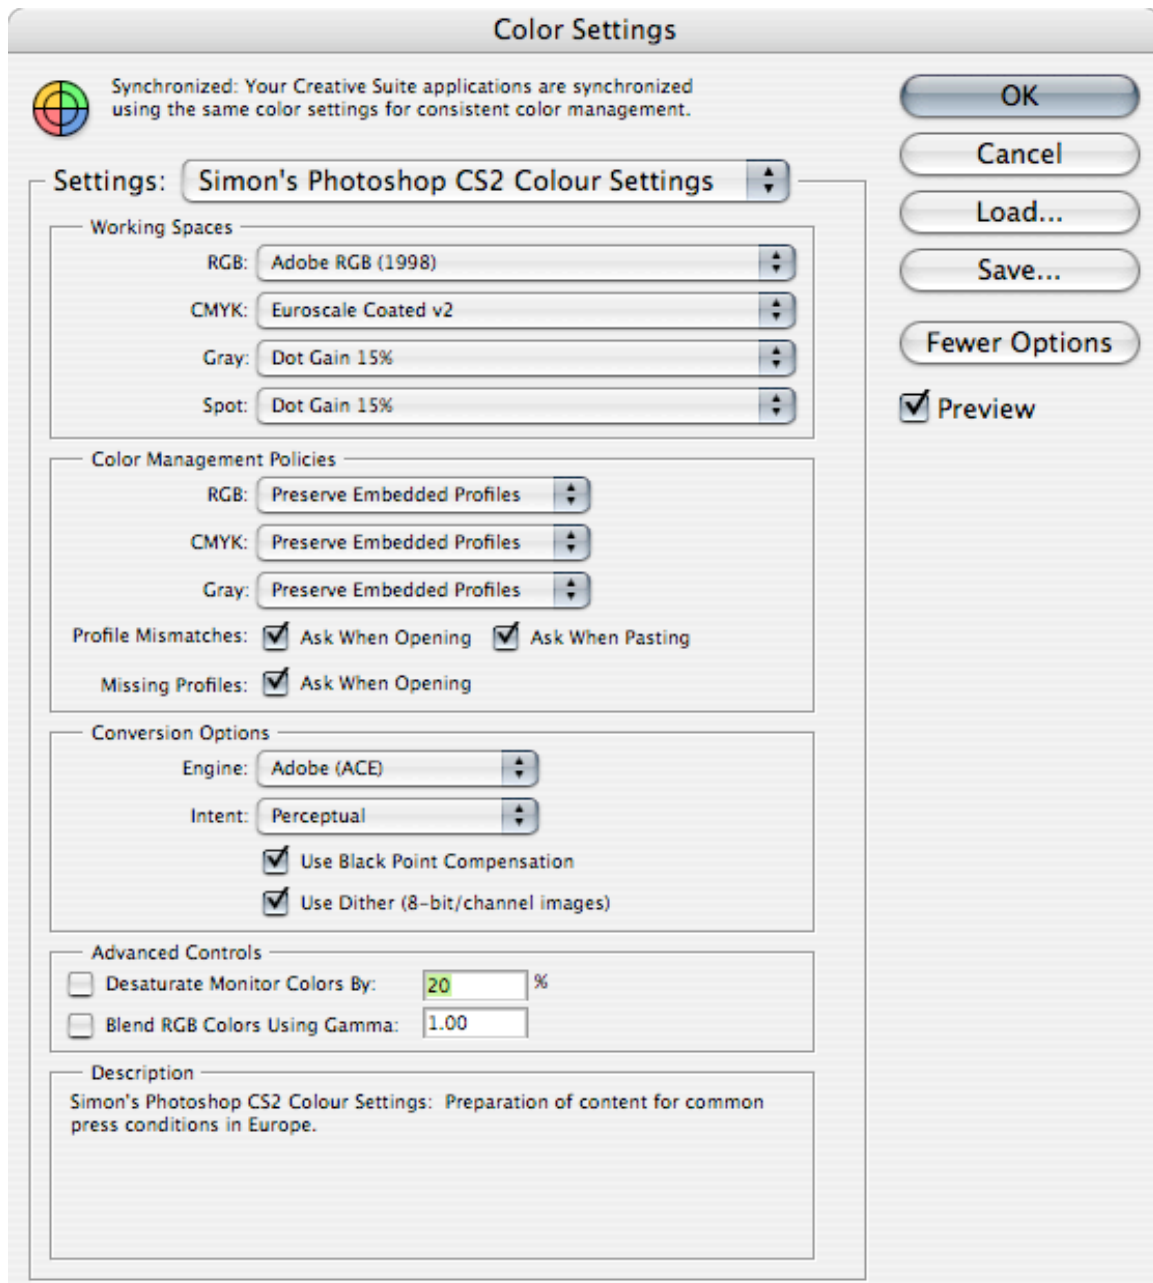 Color Settings
Synchronized: Your Creative Suite applications are synchronized
using the same color settings for consistent color management.
OK
Cancel
Load...
Save...
Fewer Options
Preview
Settings: Simon's Photoshop CS2 Colour Settings
Working Spaces
RGB: Adobe RGB (1998)
CMYK: Euroscale Coated v2
Gray: Dot Gain 15%
Spot: Dot Gain 15%
Color Management Policies
RGB: Preserve Embedded Profiles
CMYK: Preserve Embedded Profiles
Gray: Preserve Embedded Profiles
Profile Mismatches: Ask When Opening Ask When Pasting
Missing Profiles: Ask When Opening
Conversion Options
Engine: Adobe (ACE)
Intent: Perceptual
Use Black Point Compensation
Use Dither (8-bit/channel images)
Advanced Controls
Desaturate Monitor Colors By: 20 %
Blend RGB Colors Using Gamma: 1.00
Description
Simon's Photoshop CS2 Colour Settings: Preparation of content for common
press conditions in Europe.